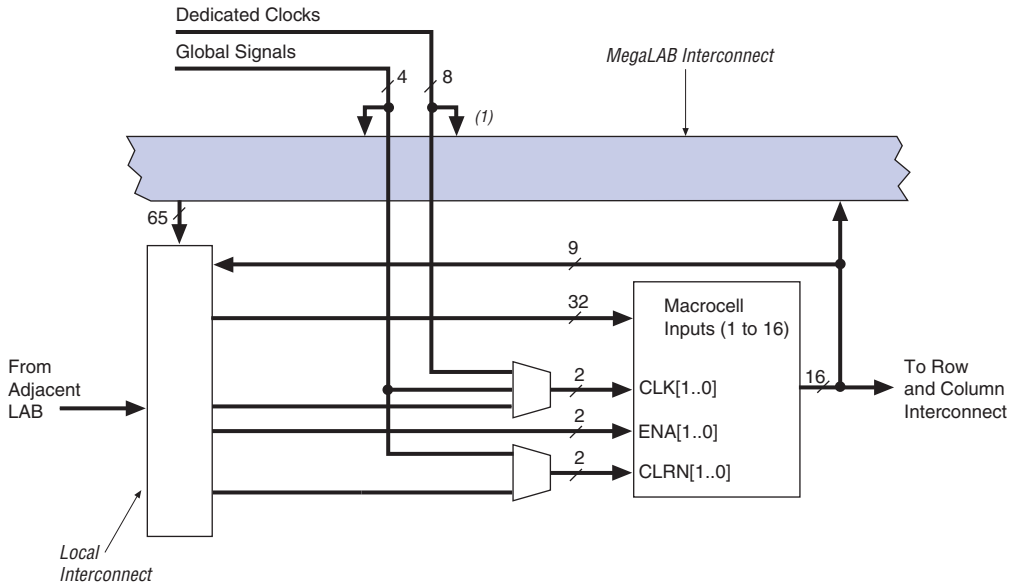 Dedicated Clocks
Global Signals
MegaLAB Interconnect
4
8
(1)
65
9
32
Macrocell
Inputs (1 to 16)
From
Adjacent
LAB
2
CLK[1..0]
16
To Row
and Column
Interconnect
2
ENA[1..0]
2
CLRN[1..0]
Local
Interconnect